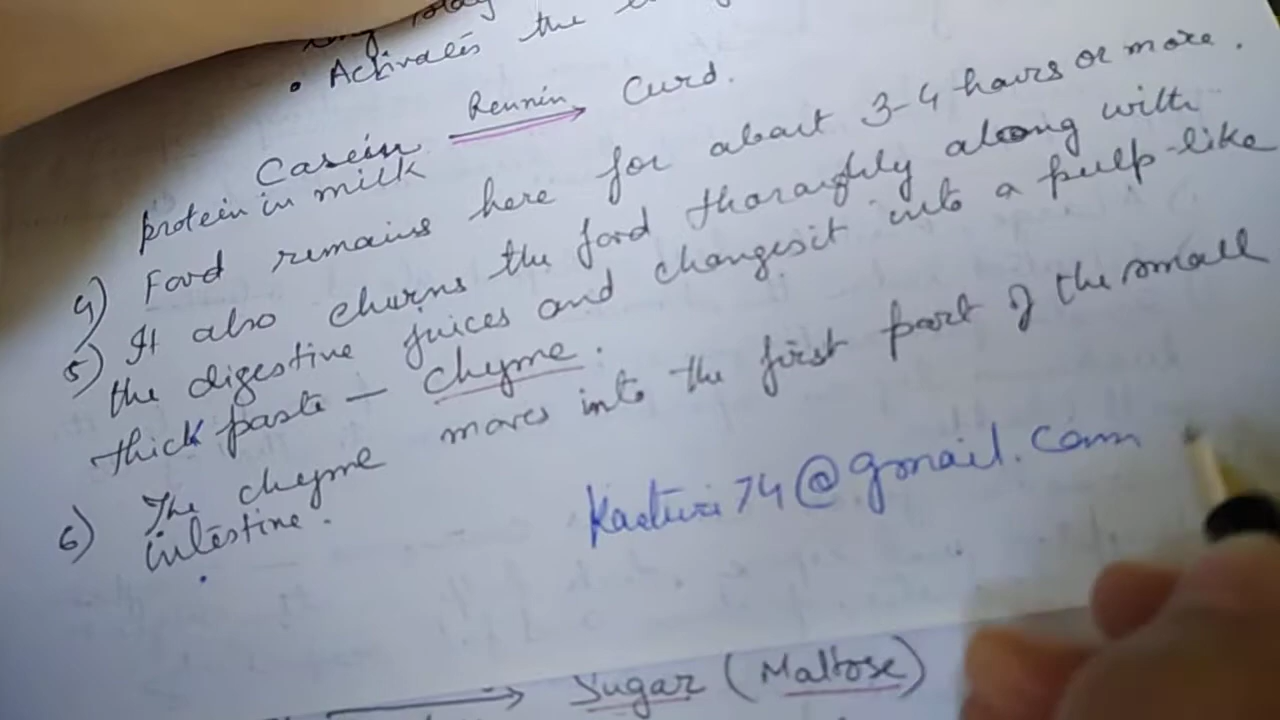 • Activates the
Rennin
Casein → Curd.
protein in milk
4) Food remains here for about 3-4 hours or more.
5) It also churns the food thoroughly along with
the digestive juices and changes it into a pulp-like
thick paste — chyme.
6) The chyme moves into the first part of the small
intestine.
Kasturi74@gmail.com
→ Sugar (Maltose)